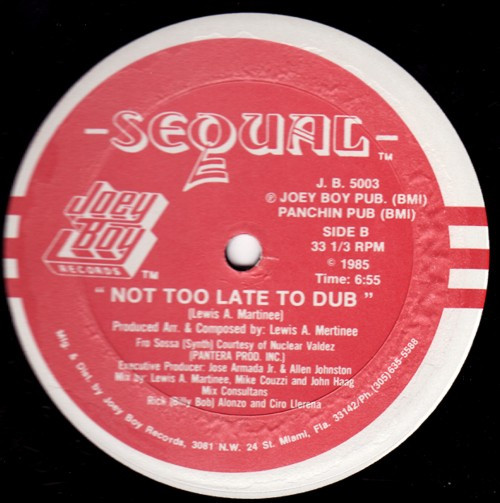 -SEQUAL-
TM
Joey Boy
RECORDS
TM
J. B. 5003
℗ JOEY BOY PUB. (BMI)
PANCHIN PUB (BMI)
SIDE B
33 1/3 RPM
© 1985
Time: 6:55
" NOT TOO LATE TO DUB "
(Lewis A. Martinee)
Produced Arr. & Composed by: Lewis A. Mertinee
Fro Sossa (Synth) Courtesy of Nuclear Valdez
(PANTERA PROD. INC.)
Executive Producer: Jose Armada Jr. & Allen Johnston
Mix by: Lewis A. Martinee, Mike Couzzi and John Haag
Mix Consultans
Rick (Billy Bob) Alonzo and Ciro Llerena
Mfg. & Dist. by Joey Boy Records, 3081 N.W. 24 St. Miami, Fla. 33142/Ph.(305)635-5588